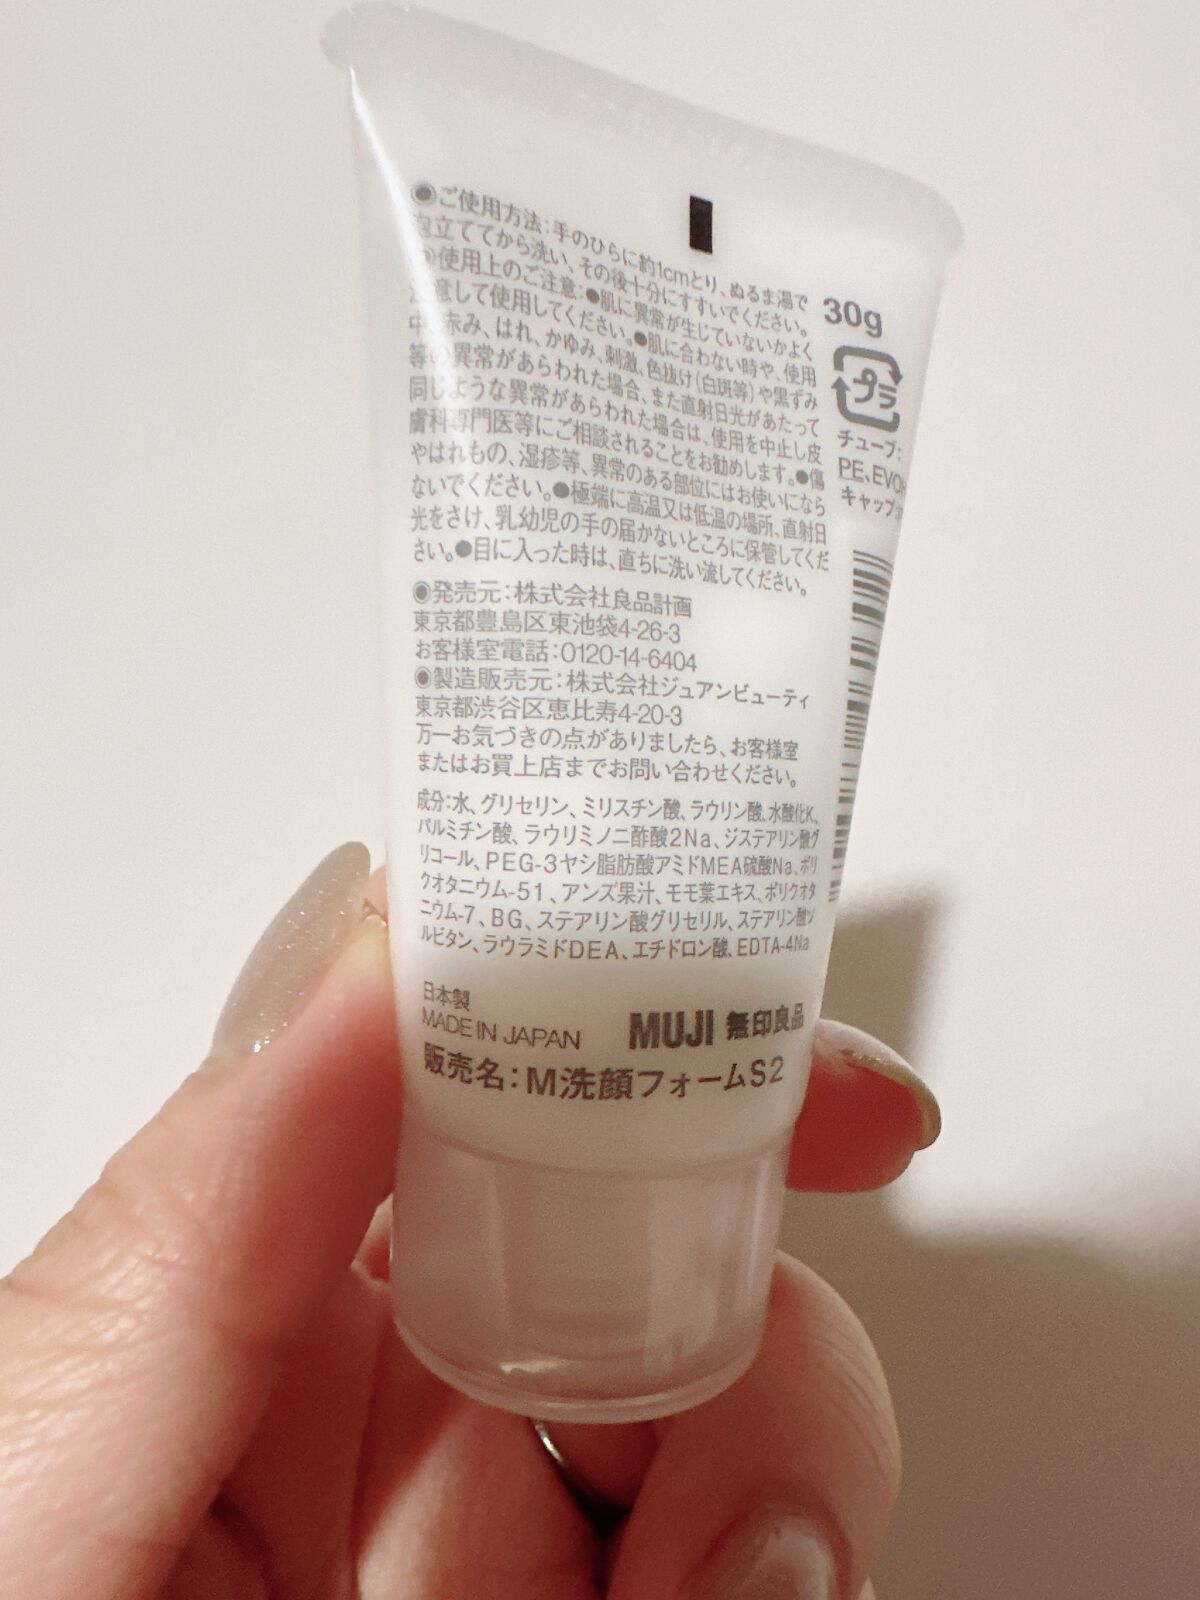 ◉ご使用方法：手のひらに約1cmとり、ぬるま湯で
泡立ててから洗い、その後十分にすすいでください。
◉使用上のご注意：●肌に異常が生じていないかよく
注意して使用してください。●肌に合わない時や、使用
中、赤み、はれ、かゆみ、刺激、色抜け（白斑等）や黒ずみ
等の異常があらわれた場合、また直射日光があたって
同じような異常があらわれた場合は、使用を中止し皮
膚科専門医等にご相談されることをお勧めします。●傷
やはれもの、湿疹等、異常のある部位にはお使いになら
ないでください。●極端に高温又は低温の場所、直射日
光をさけ、乳幼児の手の届かないところに保管してくだ
さい。●目に入った時は、直ちに洗い流してください。
◉発売元：株式会社良品計画
東京都豊島区東池袋4-26-3
お客様室電話：0120-14-6404
◉製造販売元：株式会社ジュアンビューティ
東京都渋谷区恵比寿4-20-3
万一お気づきの点がありましたら、お客様室
またはお買上店までお問い合わせください。
成分：水、グリセリン、ミリスチン酸、ラウリン酸、水酸化K、
パルミチン酸、ラウリミノニ酢酸2Na、ジステアリン酸グ
リコール、PEG-3ヤシ脂肪酸アミドMEA硫酸Na、ポリ
クオタニウム-51、アンズ果汁、モモ葉エキス、ポリクオタ
ニウム-7、BG、ステアリン酸グリセリル、ステアリン酸ソ
ルビタン、ラウラミドDEA、エチドロン酸、EDTA-4Na
日本製
MADE IN JAPAN
MUJI 無印良品
販売名：M洗顔フォームS2
30g
プラ
チューブ：
PE、EVOH
キャップ：